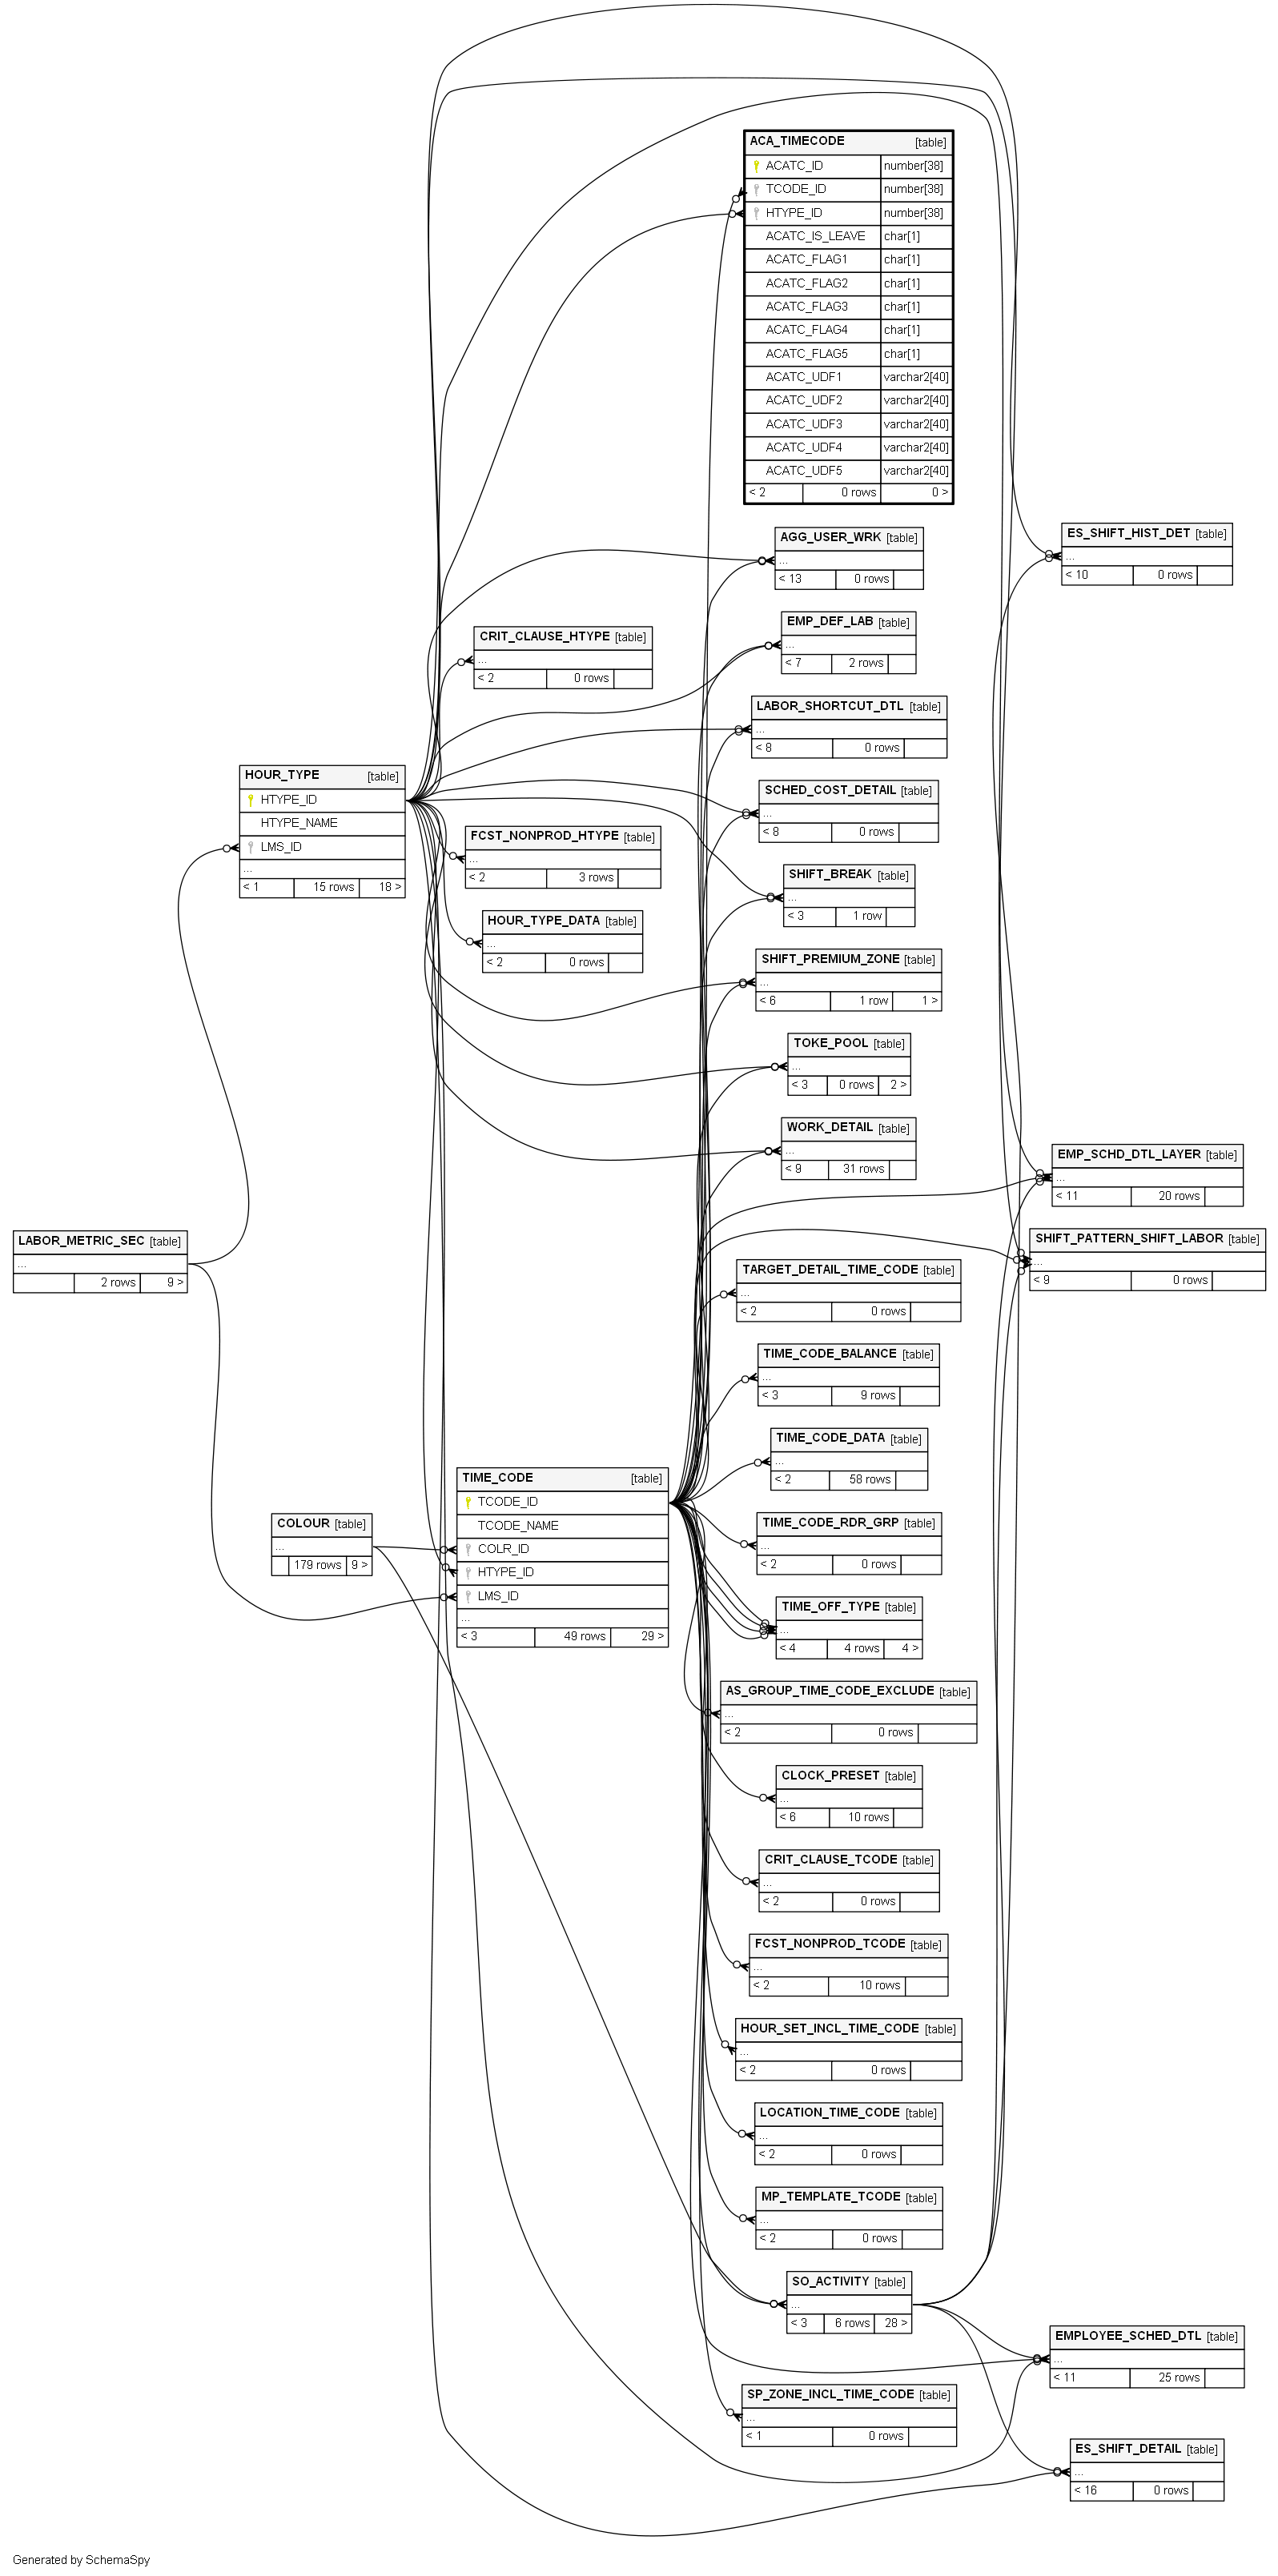 ACA_TIMECODE [table]
ACATC_ID number[38]
TCODE_ID number[38]
HTYPE_ID number[38]
ACATC_IS_LEAVE char[1]
ACATC_FLAG1 char[1]
ACATC_FLAG2 char[1]
ACATC_FLAG3 char[1]
ACATC_FLAG4 char[1]
ACATC_FLAG5 char[1]
ACATC_UDF1 varchar2[40]
ACATC_UDF2 varchar2[40]
ACATC_UDF3 varchar2[40]
ACATC_UDF4 varchar2[40]
ACATC_UDF5 varchar2[40]
< 2 0 rows 0 >
ES_SHIFT_HIST_DET [table]
...
< 10 0 rows
AGG_USER_WRK [table]
...
< 13 0 rows
EMP_DEF_LAB [table]
...
< 7 2 rows
CRIT_CLAUSE_HTYPE [table]
...
< 2 0 rows
LABOR_SHORTCUT_DTL [table]
...
< 8 0 rows
HOUR_TYPE [table]
HTYPE_ID
HTYPE_NAME
LMS_ID
...
< 1 15 rows 18 >
SCHED_COST_DETAIL [table]
...
< 8 0 rows
FCST_NONPROD_HTYPE [table]
...
< 2 3 rows
SHIFT_BREAK [table]
...
< 3 1 row
HOUR_TYPE_DATA [table]
...
< 2 0 rows
SHIFT_PREMIUM_ZONE [table]
...
< 6 1 row 1 >
TOKE_POOL [table]
...
< 3 0 rows 2 >
WORK_DETAIL [table]
...
< 9 31 rows
EMP_SCHD_DTL_LAYER [table]
...
< 11 20 rows
LABOR_METRIC_SEC [table]
...
2 rows 9 >
SHIFT_PATTERN_SHIFT_LABOR [table]
...
< 9 0 rows
TARGET_DETAIL_TIME_CODE [table]
...
< 2 0 rows
TIME_CODE_BALANCE [table]
...
< 3 9 rows
TIME_CODE_DATA [table]
...
< 2 58 rows
TIME_CODE [table]
TCODE_ID
TCODE_NAME
COLR_ID
HTYPE_ID
LMS_ID
...
< 3 49 rows 29 >
COLOUR [table]
...
179 rows 9 >
TIME_CODE_RDR_GRP [table]
...
< 2 0 rows
TIME_OFF_TYPE [table]
...
< 4 4 rows 4 >
AS_GROUP_TIME_CODE_EXCLUDE [table]
...
< 2 0 rows
CLOCK_PRESET [table]
...
< 6 10 rows
CRIT_CLAUSE_TCODE [table]
...
< 2 0 rows
FCST_NONPROD_TCODE [table]
...
< 2 10 rows
HOUR_SET_INCL_TIME_CODE [table]
...
< 2 0 rows
LOCATION_TIME_CODE [table]
...
< 2 0 rows
MP_TEMPLATE_TCODE [table]
...
< 2 0 rows
SO_ACTIVITY [table]
...
< 3 6 rows 28 >
EMPLOYEE_SCHED_DTL [table]
...
< 11 25 rows
SP_ZONE_INCL_TIME_CODE [table]
...
< 1 0 rows
ES_SHIFT_DETAIL [table]
...
< 16 0 rows
Generated by SchemaSpy